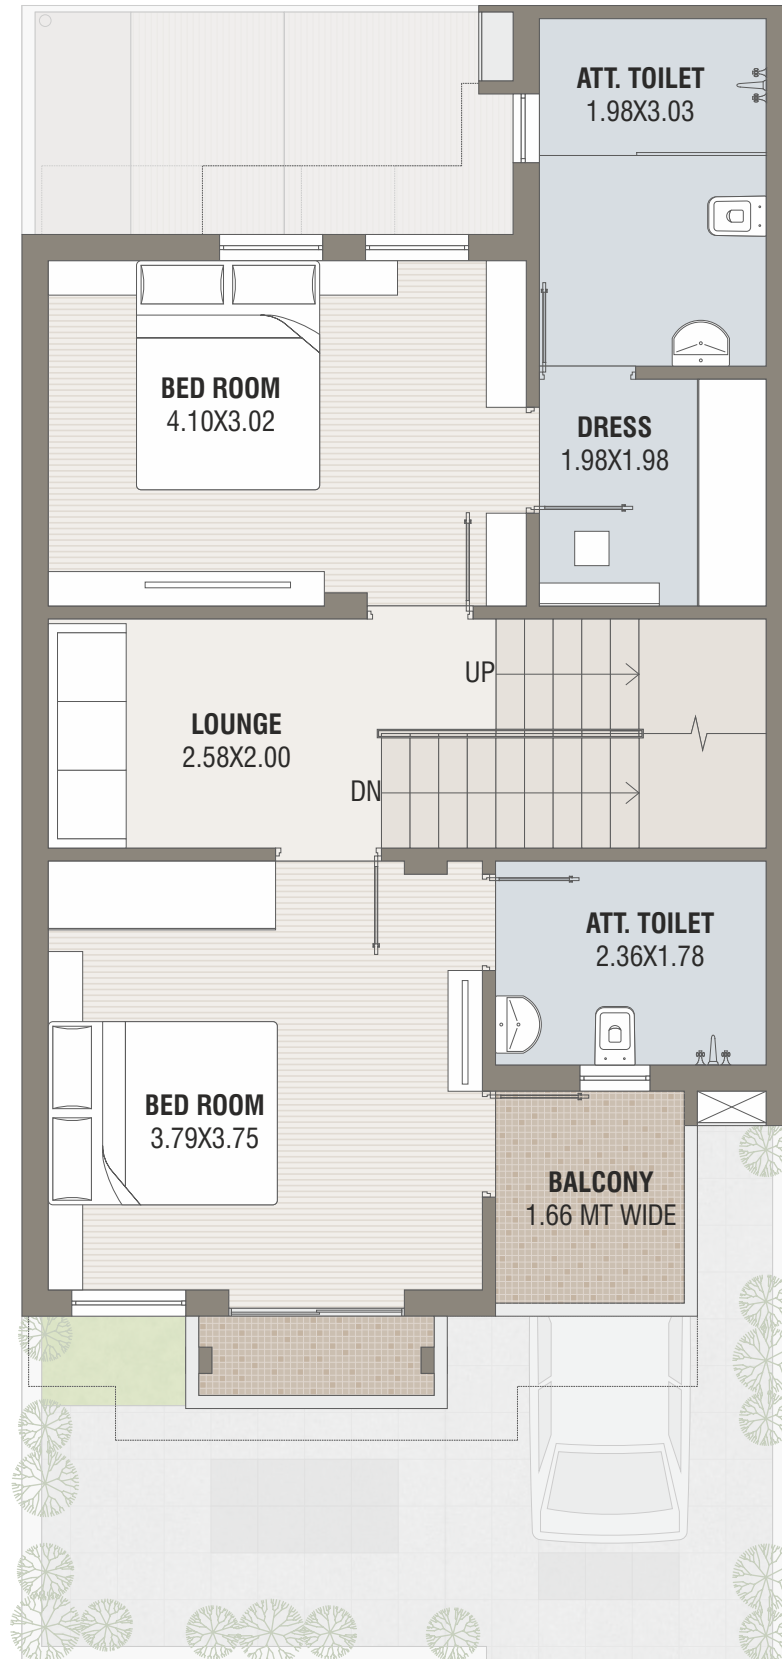 ATT. TOILET
1.98X3.03
BED ROOM
4.10X3.02
DRESS
1.98X1.98
UP
LOUNGE
2.58X2.00
DN
ATT. TOILET
2.36X1.78
BED ROOM
3.79X3.75
BALCONY
1.66 MT WIDE